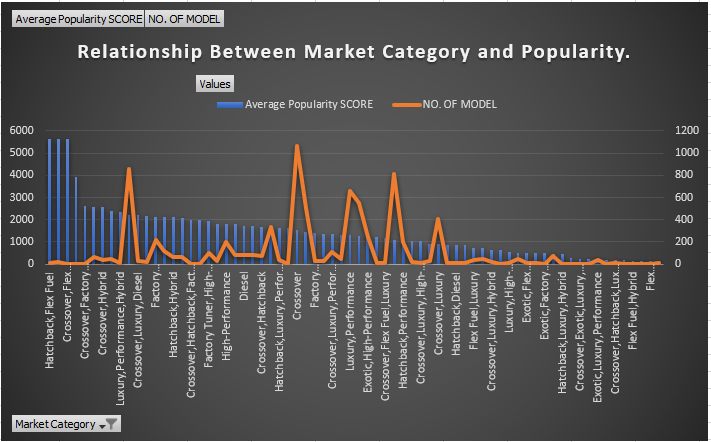 Average Popularity SCORE NO. OF MODEL
Relationship Between Market Category and Popularity.
Values
Average Popularity SCORE NO. OF MODEL
6000 1200
5000 1000
4000 800
3000 600
2000 400
1000 200
0 0
Hatchback,Flex Fuel
Crossover,Flex…
Crossover,Factory…
Crossover,Hybrid
Luxury,Performance,Hybrid
Crossover,Luxury,Diesel
Factory…
Hatchback,Hybrid
Crossover,Hatchback,Fact…
Factory Tuner,High-…
High-Performance
Diesel
Crossover,Hatchback
Hatchback,Luxury,Perfor…
Crossover
Factory…
Crossover,Luxury,Perfor…
Luxury,Performance
Exotic,High-Performance
Crossover,Flex Fuel,Luxury
Hatchback,Performance
Crossover,Luxury,High-…
Crossover,Luxury
Hatchback,Diesel
Flex Fuel,Luxury
Crossover,Luxury,Hybrid
Luxury,High-…
Exotic,Flex…
Exotic,Factory…
Hatchback,Luxury,Hybrid
Crossover,Exotic,Luxury,…
Exotic,Luxury,Performance
Crossover,Hatchback,Lux…
Flex Fuel,Hybrid
Flex…
Market Category